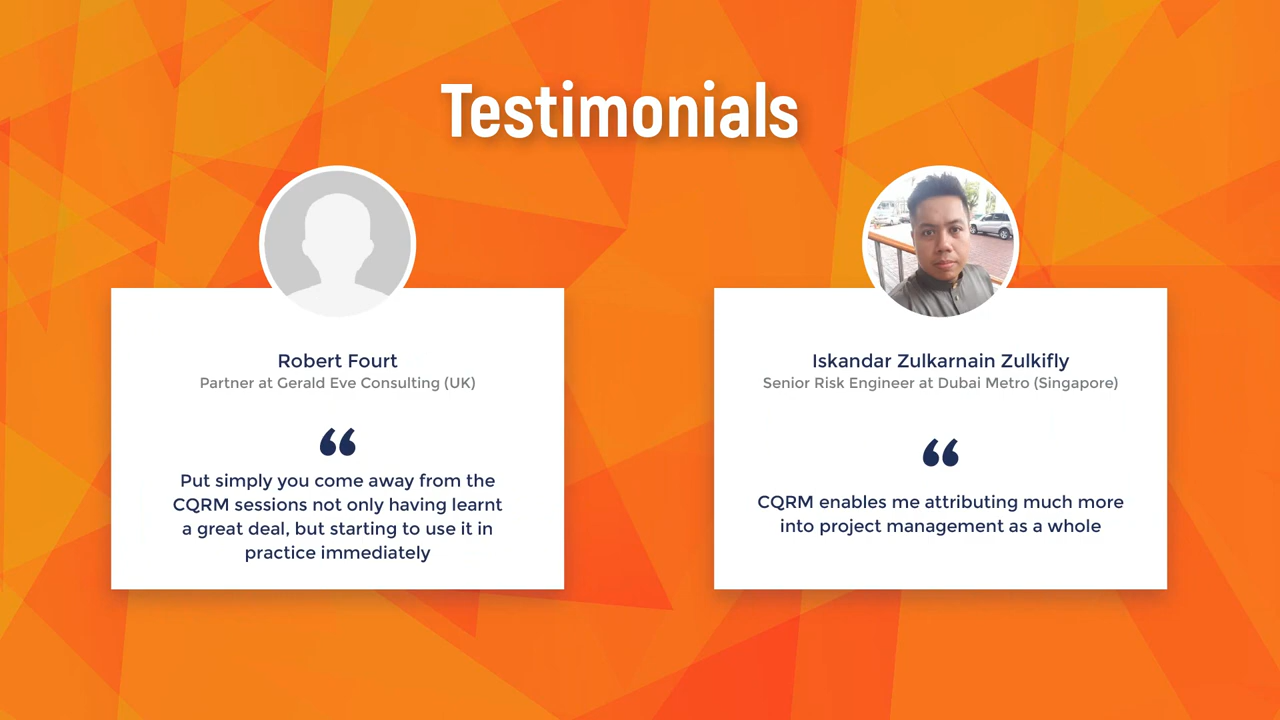 Testimonials
Robert Fourt
Partner at Gerald Eve Consulting (UK)
“
Put simply you come away from the
CQRM sessions not only having learnt
a great deal, but starting to use it in
practice immediately
Iskandar Zulkarnain Zulkifly
Senior Risk Engineer at Dubai Metro (Singapore)
“
CQRM enables me attributing much more
into project management as a whole